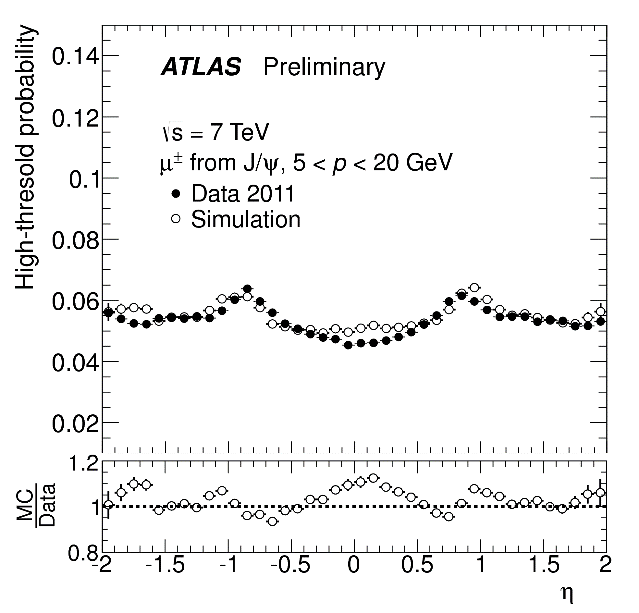 High-thresold probability
0.14
0.12
0.1
0.08
0.06
0.04
0.02
ATLAS Preliminary
√s = 7 TeV
μ± from J/ψ, 5 < p < 20 GeV
Data 2011
Simulation
MC
Data
1.2
1
0.8
-2 -1.5 -1 -0.5 0 0.5 1 1.5 2
η